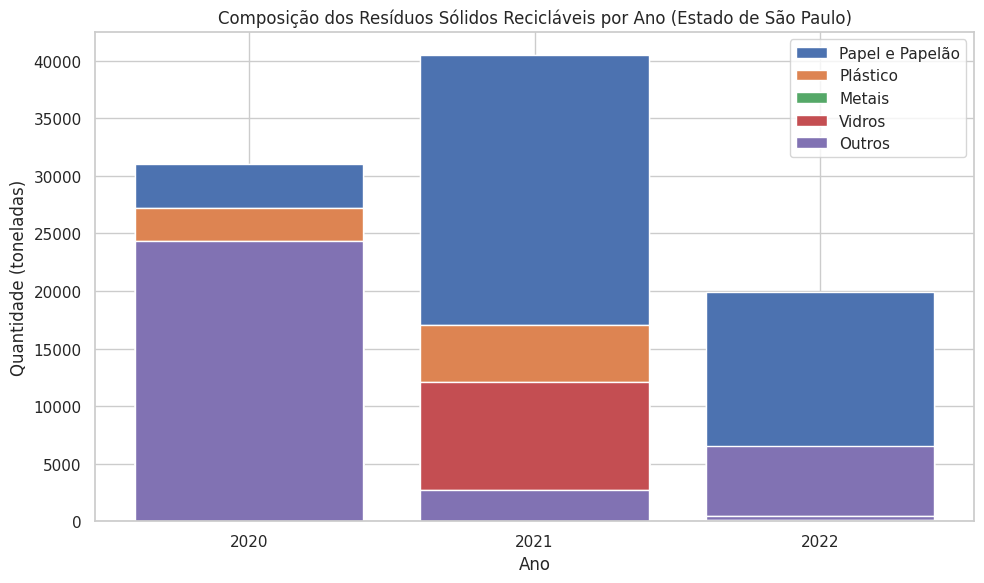 Composição dos Resíduos Sólidos Recicláveis por Ano (Estado de São Paulo)
Papel e Papelão
Plástico
Metais
Vidros
Outros
Quantidade (toneladas)
40000
35000
30000
25000
20000
15000
10000
5000
0
2020
2021
2022
Ano